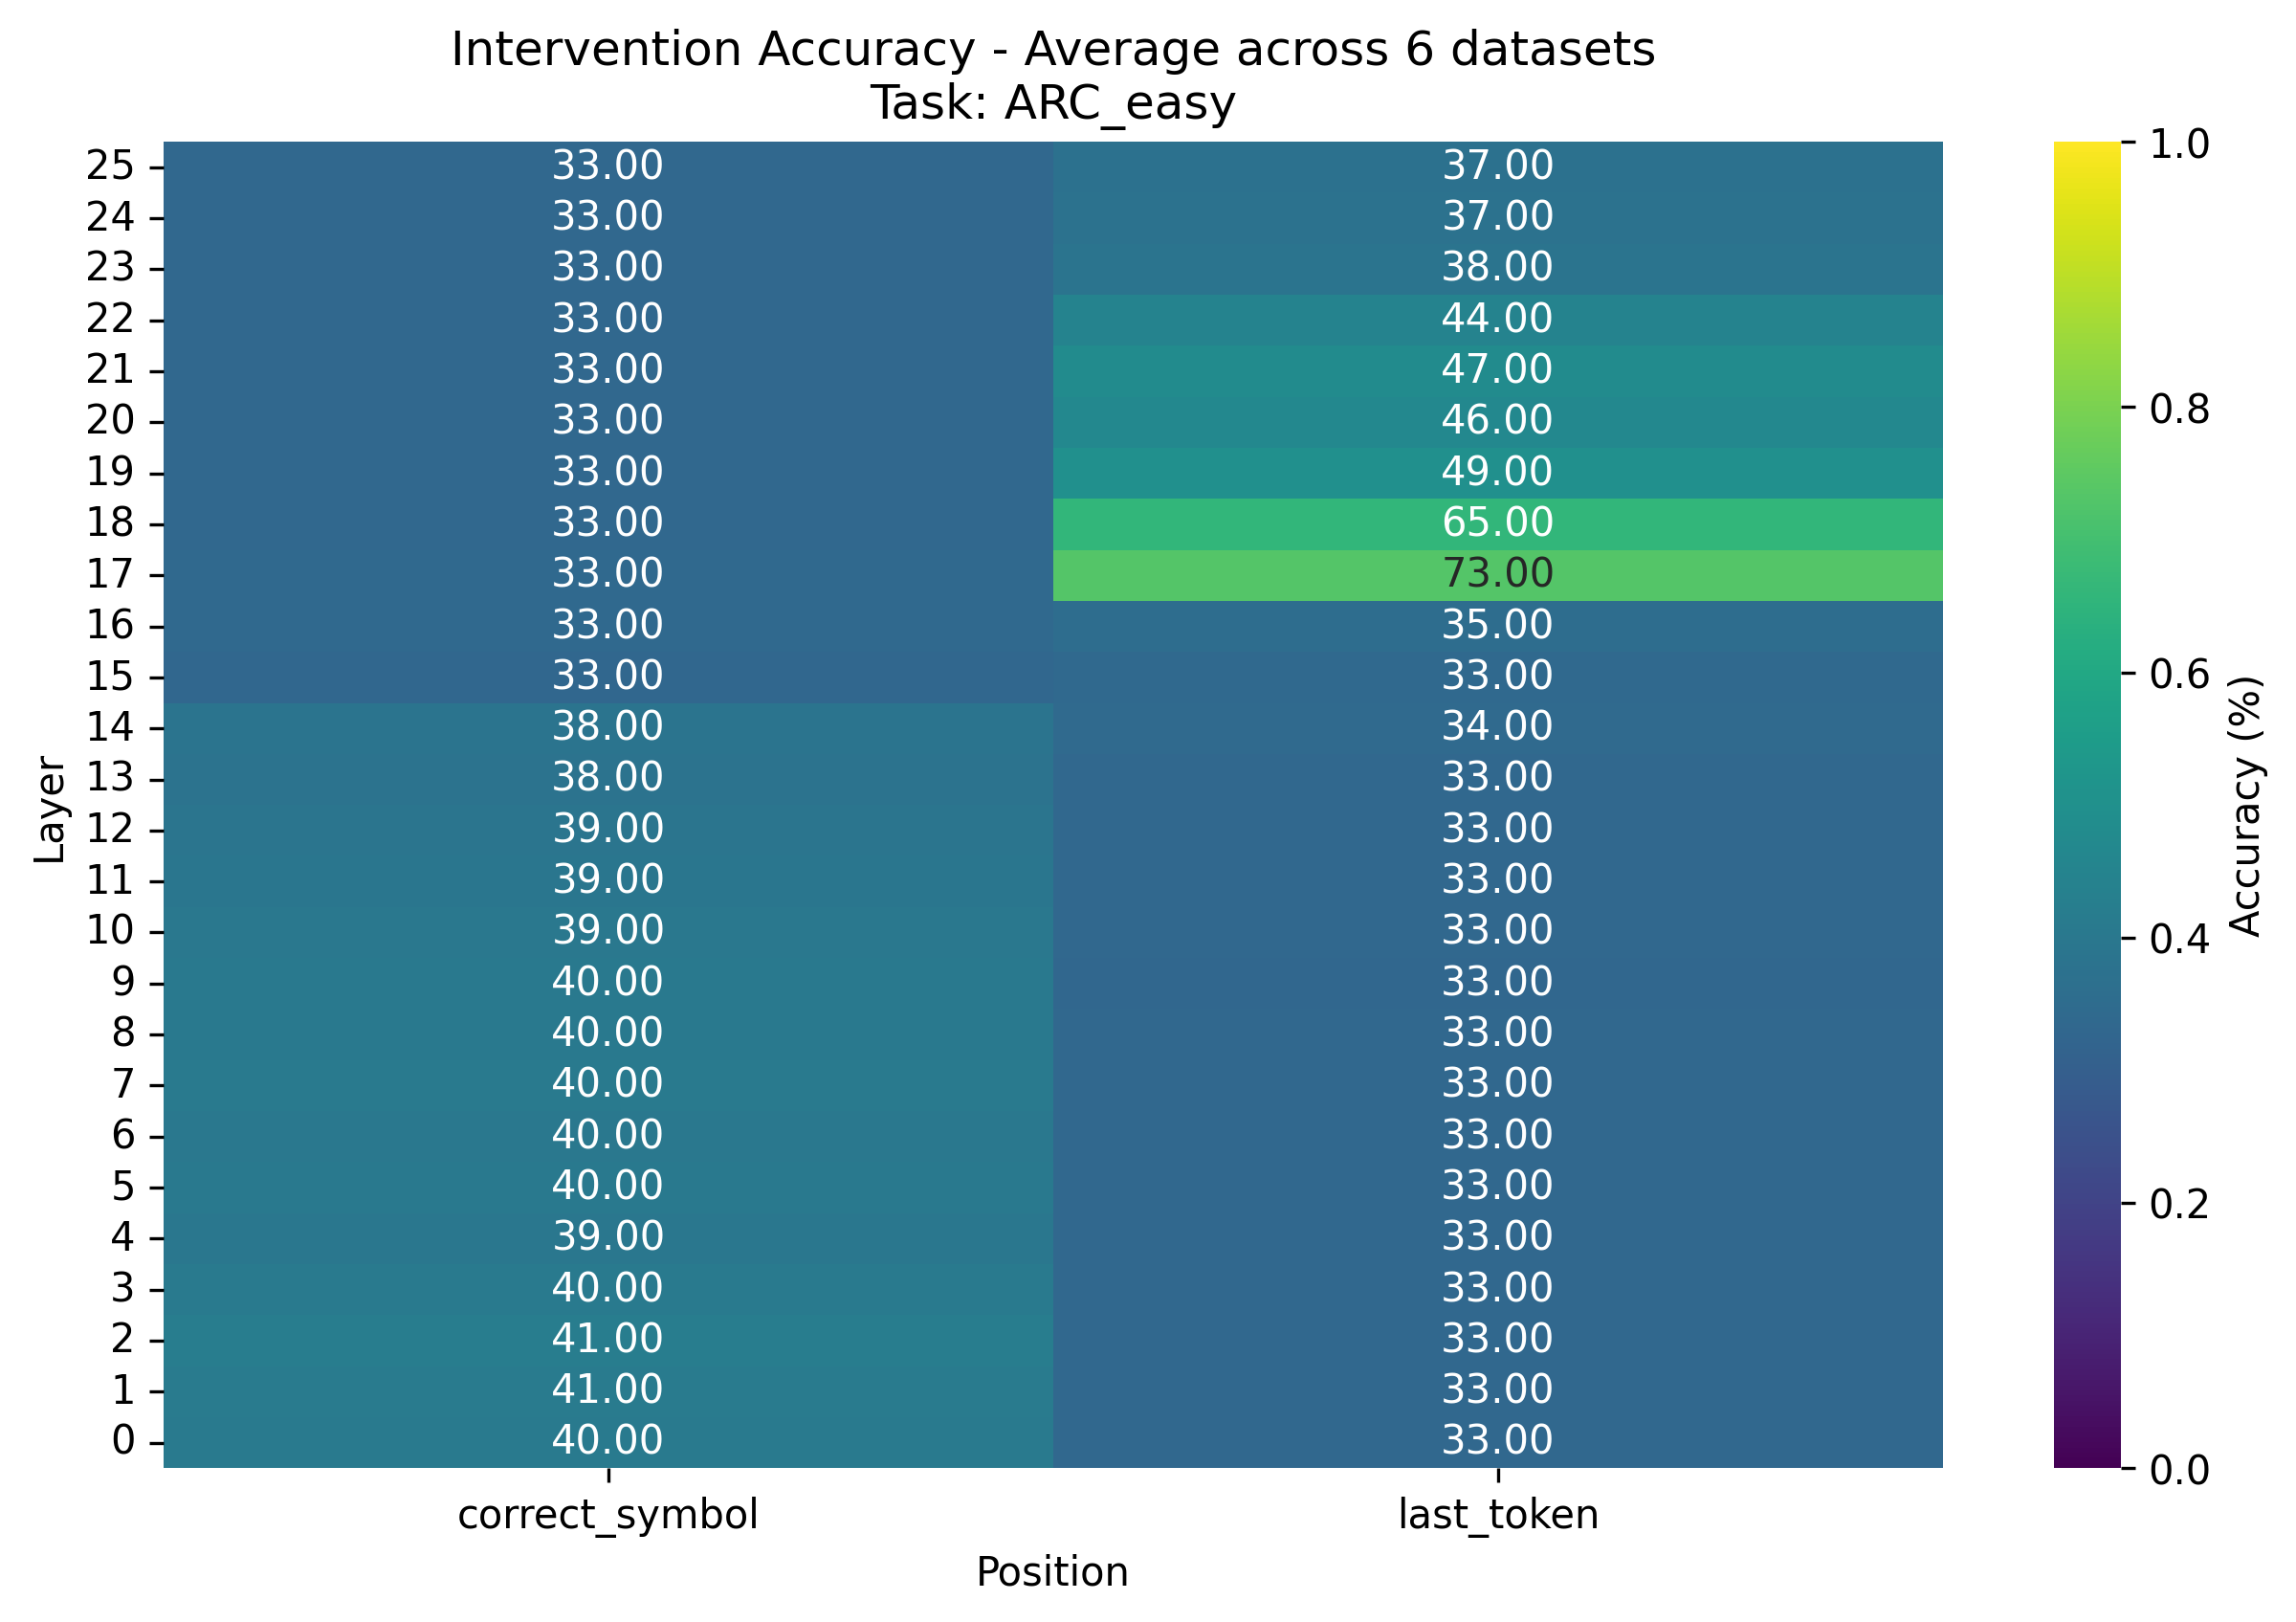 Intervention Accuracy - Average across 6 datasets
Task: ARC_easy
25 33.00 37.00
24 33.00 37.00
23 33.00 38.00
22 33.00 44.00
21 33.00 47.00
20 33.00 46.00
19 33.00 49.00
18 33.00 65.00
17 33.00 73.00
16 33.00 35.00
15 33.00 33.00
14 38.00 34.00
13 38.00 33.00
12 39.00 33.00
11 39.00 33.00
10 39.00 33.00
9 40.00 33.00
8 40.00 33.00
7 40.00 33.00
6 40.00 33.00
5 40.00 33.00
4 39.00 33.00
3 40.00 33.00
2 41.00 33.00
1 41.00 33.00
0 40.00 33.00
Layer
correct_symbol last_token
Position
1.0
0.8
0.6
0.4
0.2
0.0
Accuracy (%)